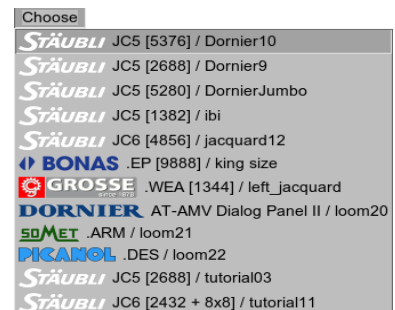 Choose
STÄUBLI JC5 [5376] / Dornier10
STÄUBLI JC5 [2688] / Dornier9
STÄUBLI JC5 [5280] / DornierJumbo
STÄUBLI JC5 [1382] / ibi
STÄUBLI JC6 [4856] / jacquard12
BONAS .EP [9888] / king size
GROSSE SINCE 1875 .WEA [1344] / left_jacquard
DORNIER AT-AMV Dialog Panel II / loom20
SOMET .ARM / loom21
PICANOL .DES / loom22
STÄUBLI JC5 [2688] / tutorial03
STÄUBLI JC6 [2432 + 8x8] / tutorial11